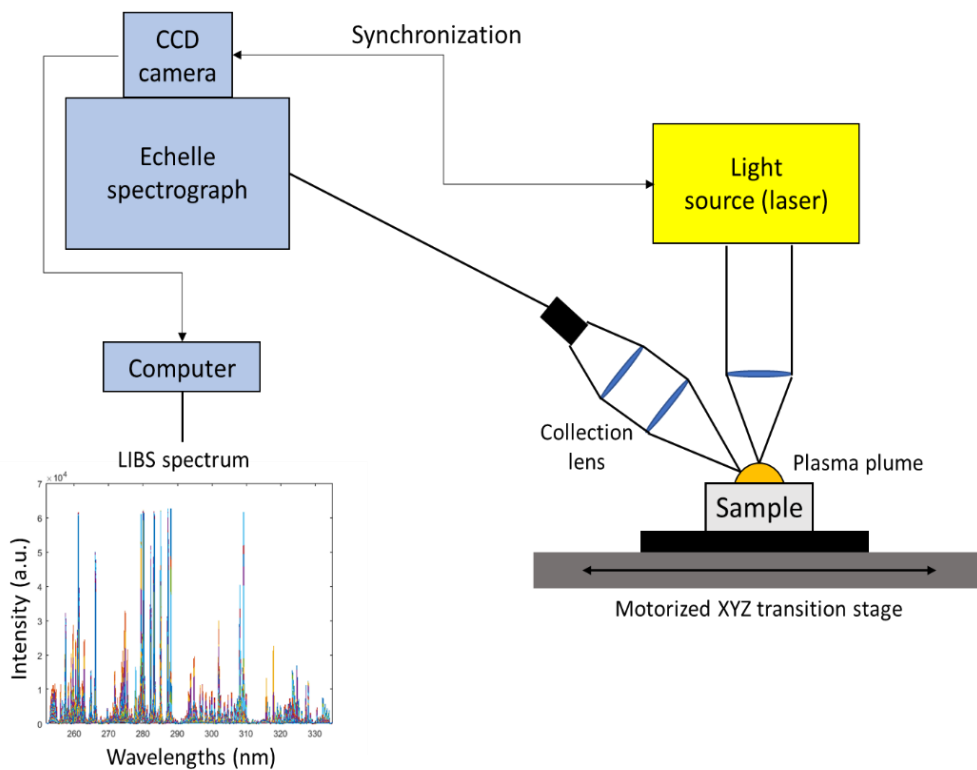 CCD
camera
Synchronization
Echelle
spectrograph
Light
source (laser)
Computer
Collection
lens
Plasma plume
Sample
Motorized XYZ transition stage
LIBS spectrum
×10⁴
7
6
5
4
3
2
1
0
Intensity (a.u.)
260 270 280 290 300 310 320 330
Wavelengths (nm)